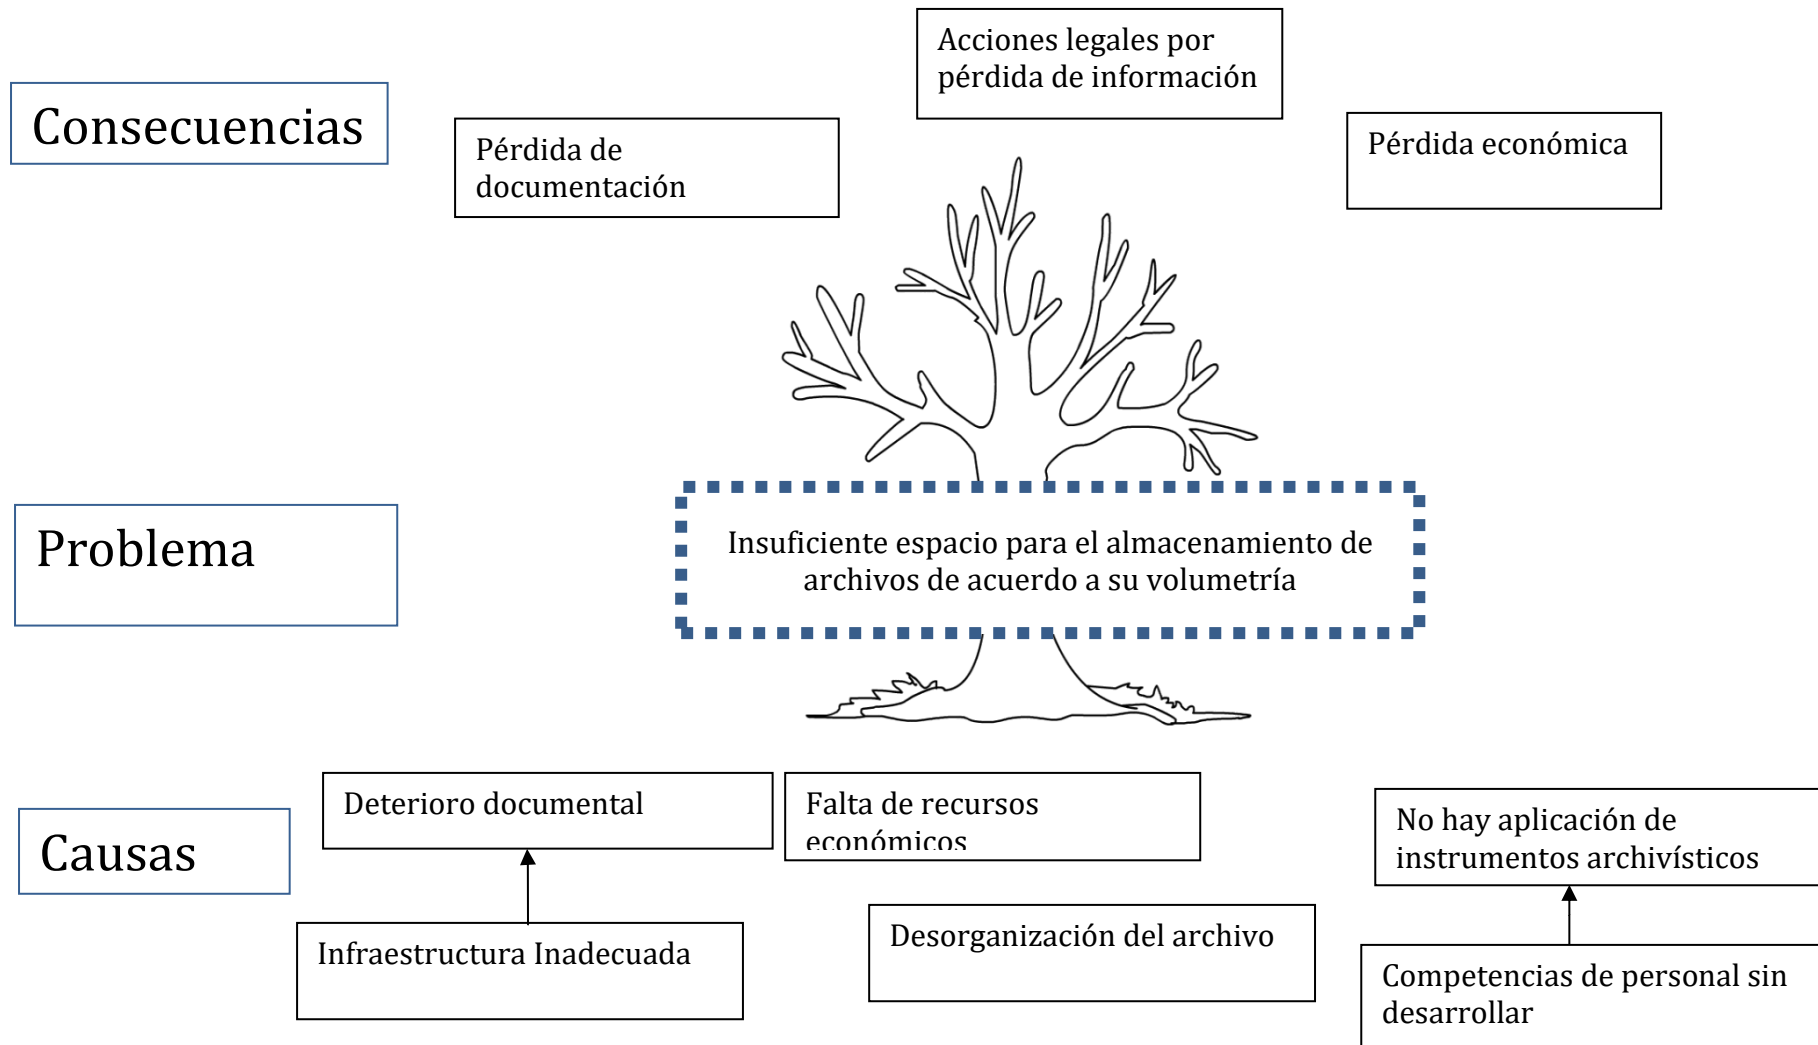 Acciones legales por
pérdida de información
Consecuencias
Pérdida de
documentación
Pérdida económica
Problema
Insuficiente espacio para el almacenamiento de
archivos de acuerdo a su volumetría
Causas
Deterioro documental
Falta de recursos
económicos
No hay aplicación de
instrumentos archivísticos
Infraestructura Inadecuada
Desorganización del archivo
Competencias de personal sin
desarrollar